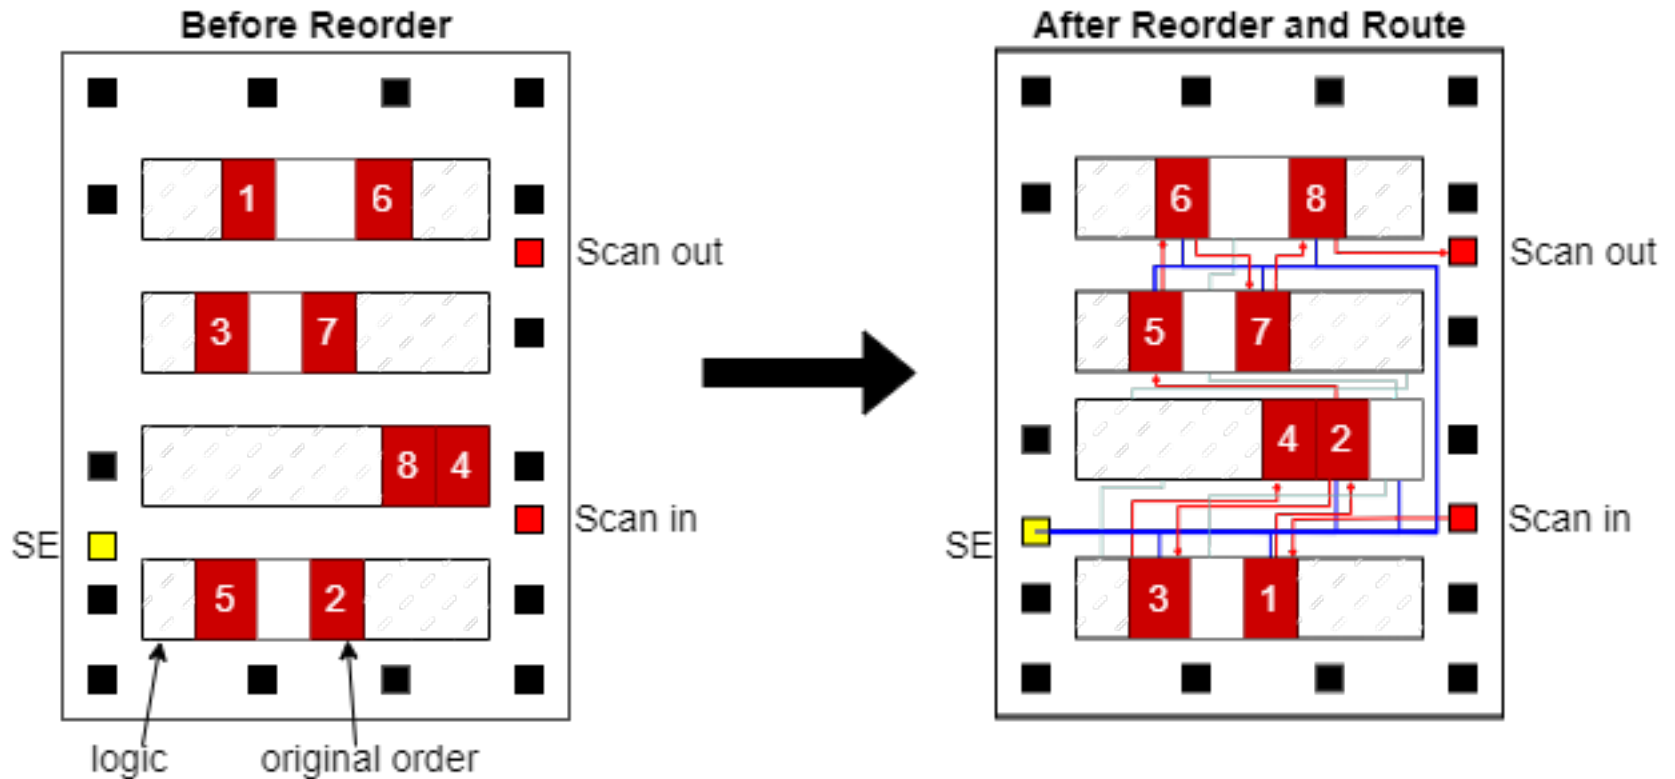 Before Reorder
1 6
Scan out
3 7
8 4
Scan in
SE
5 2
logic original order
After Reorder and Route
6 8
Scan out
5 7
4 2
Scan in
SE
3 1